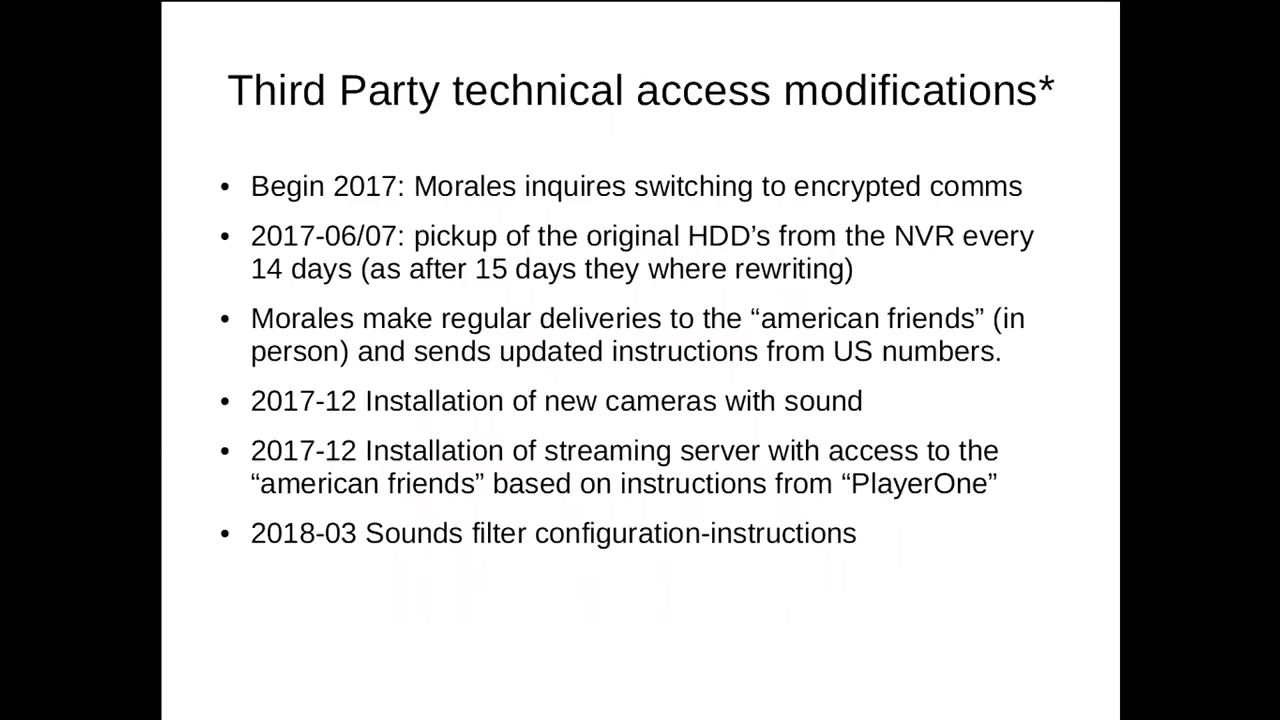 Third Party technical access modifications*
• Begin 2017: Morales inquires switching to encrypted comms
• 2017-06/07: pickup of the original HDD’s from the NVR every
14 days (as after 15 days they where rewriting)
• Morales make regular deliveries to the “american friends” (in
person) and sends updated instructions from US numbers.
• 2017-12 Installation of new cameras with sound
• 2017-12 Installation of streaming server with access to the
“american friends” based on instructions from “PlayerOne”
• 2018-03 Sounds filter configuration-instructions